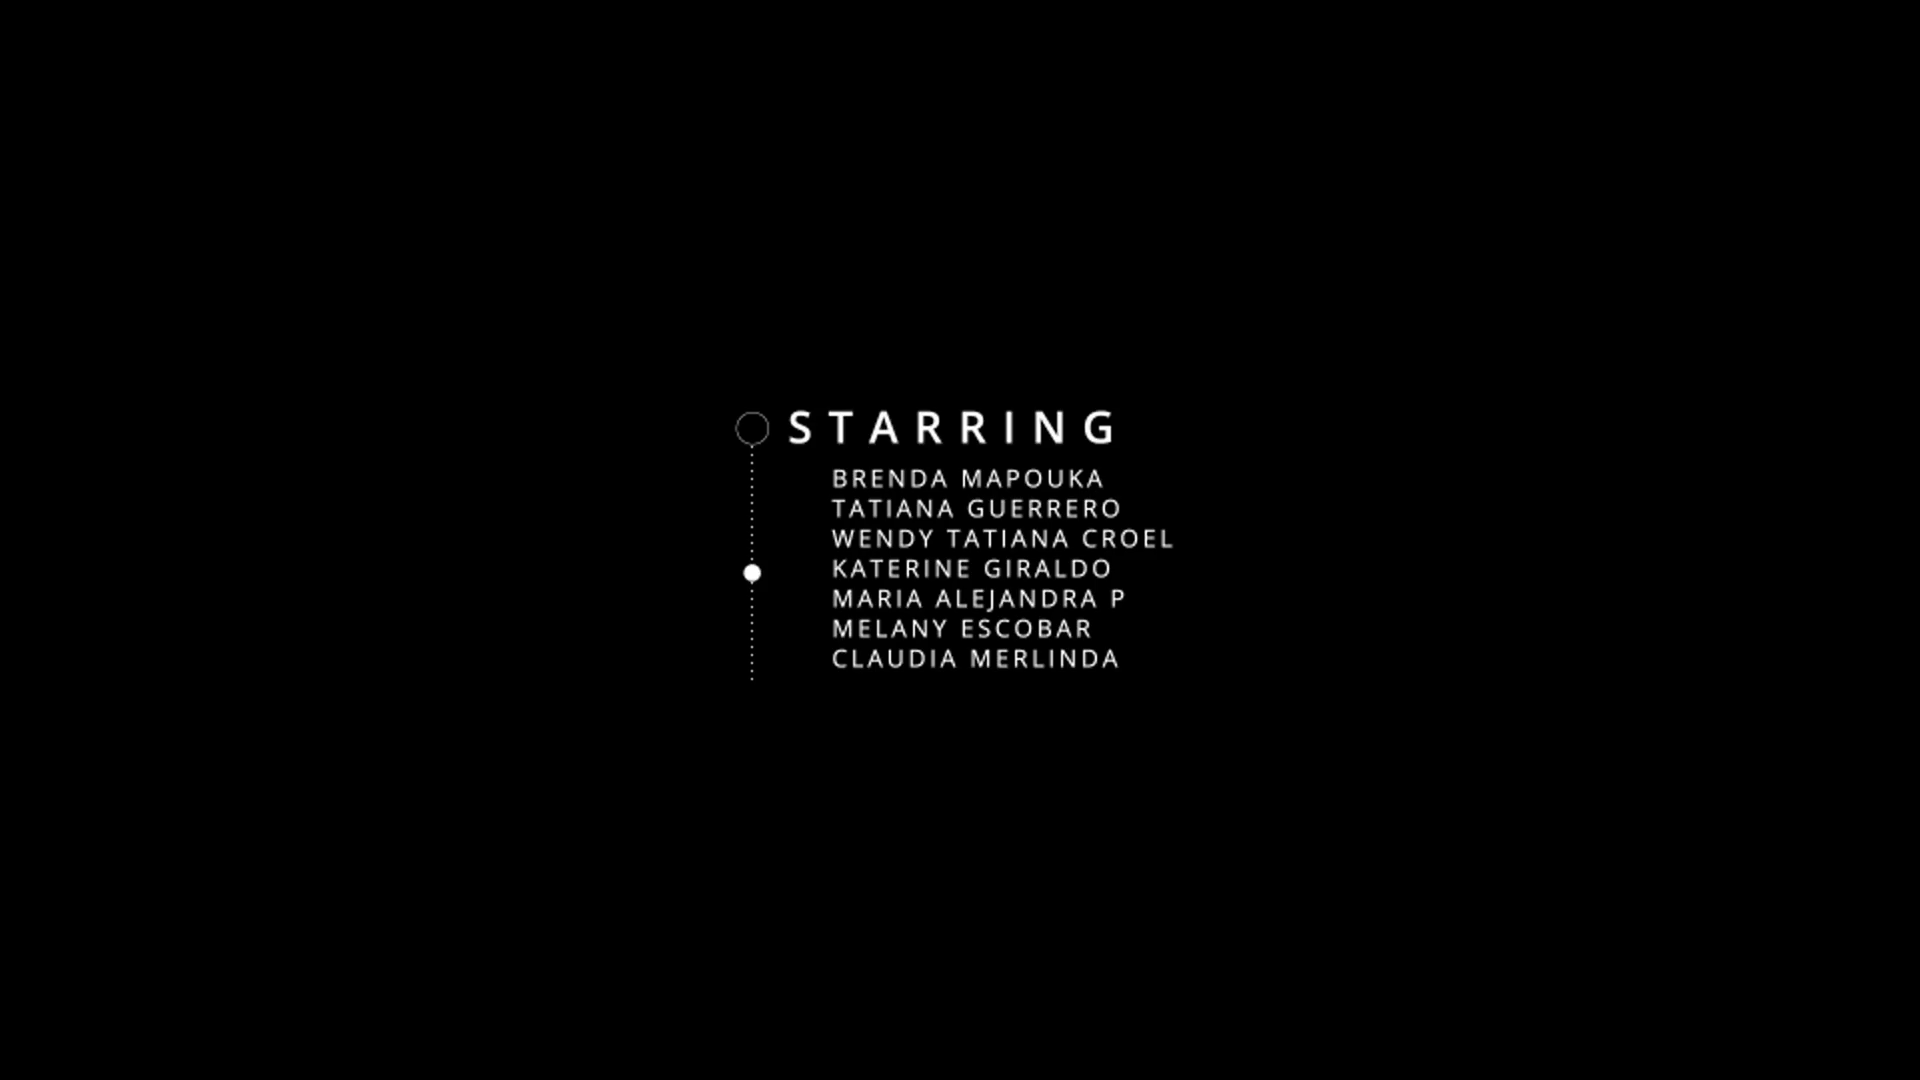 STARRING
BRENDA MAPOUKA
TATIANA GUERRERO
WENDY TATIANA CROEL
KATERINE GIRALDO
MARIA ALEJANDRA P
MELANY ESCOBAR
CLAUDIA MERLINDA